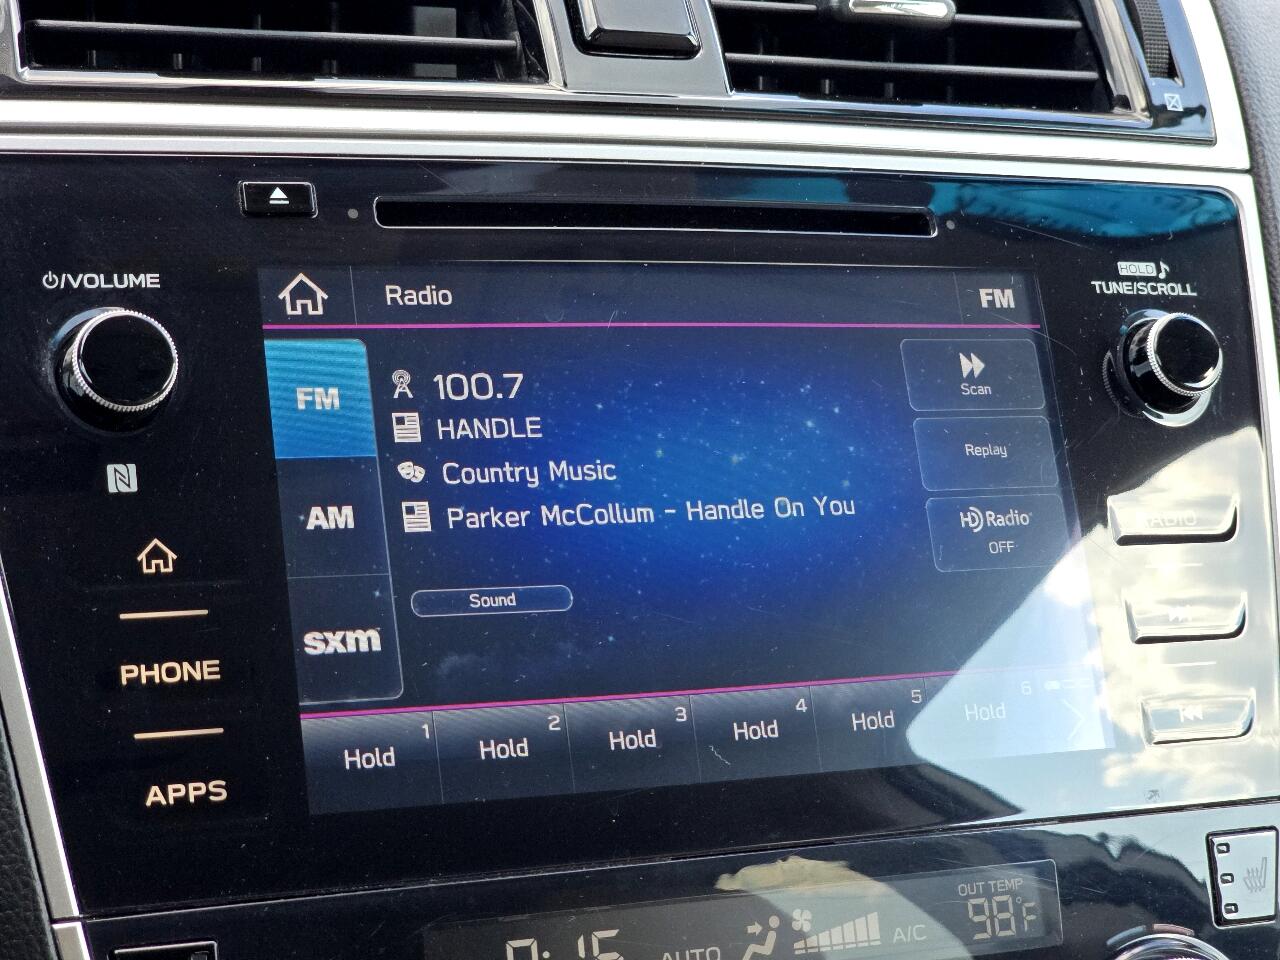 ⏻/VOLUME
HOLD
TUNE/SCROLL
Radio
FM
FM
100.7
Scan
HANDLE
Replay
Country Music
AM
Parker McCollum - Handle On You
HD Radio
OFF
RADIO
Sound
sxm
PHONE
1 2 3 4 5 6
Hold Hold Hold Hold Hold Hold
APPS
OUT TEMP
98°F
AUTO
A/C